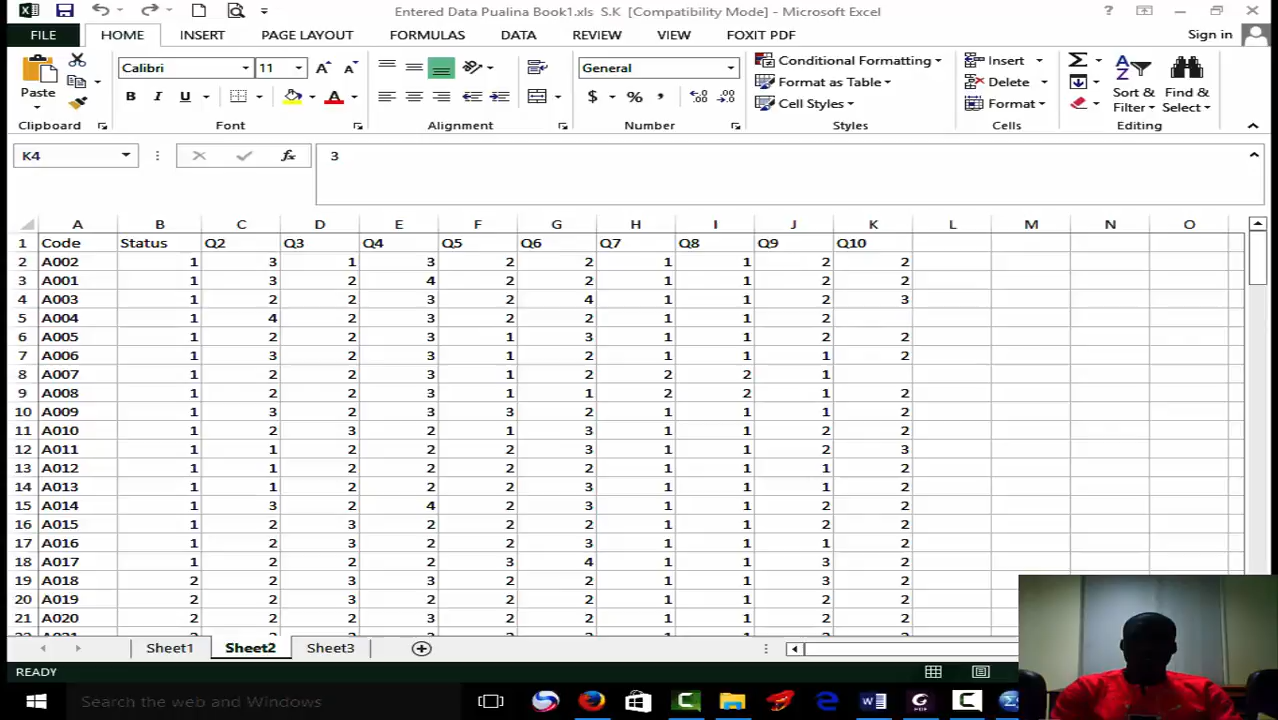 Entered Data Pualina Book1.xls S.K [Compatibility Mode] - Microsoft Excel
FILE HOME INSERT PAGE LAYOUT FORMULAS DATA REVIEW VIEW FOXIT PDF Sign in
Paste
Clipboard
Calibri 11
B I U
Font
Alignment
General
$ % ,
Number
Conditional Formatting
Format as Table
Cell Styles
Styles
Insert
Delete
Format
Cells
Sort & Filter
Find & Select
Editing
K4 fx 3
A B C D E F G H I J K L M N O
1 Code Status Q2 Q3 Q4 Q5 Q6 Q7 Q8 Q9 Q10
2 A002 1 3 1 3 2 2 1 1 2 2
3 A001 1 3 2 4 2 2 1 1 2 2
4 A003 1 2 2 3 2 4 1 1 2 3
5 A004 1 4 2 3 2 2 1 1 2
6 A005 1 2 2 3 1 3 1 1 2 2
7 A006 1 3 2 3 1 2 1 1 1 2
8 A007 1 2 2 3 1 2 2 2 1
9 A008 1 2 2 3 1 1 2 2 1 2
10 A009 1 3 2 3 3 2 1 1 1 2
11 A010 1 2 3 2 1 3 1 1 2 2
12 A011 1 1 2 2 2 3 1 1 2 3
13 A012 1 1 2 2 2 2 1 1 1 2
14 A013 1 1 2 2 2 3 1 1 1 2
15 A014 1 3 2 4 2 3 1 1 2 2
16 A015 1 2 3 2 2 2 1 1 2 2
17 A016 1 2 3 2 2 3 1 1 1 2
18 A017 1 2 2 2 3 4 1 1 3 2
19 A018 2 2 3 3 2 2 1 1 3 2
20 A019 2 2 3 2 2 2 1 1 2 2
21 A020 2 2 2 3 2 2 1 1 2 2
Sheet1 Sheet2 Sheet3
READY
Search the web and Windows